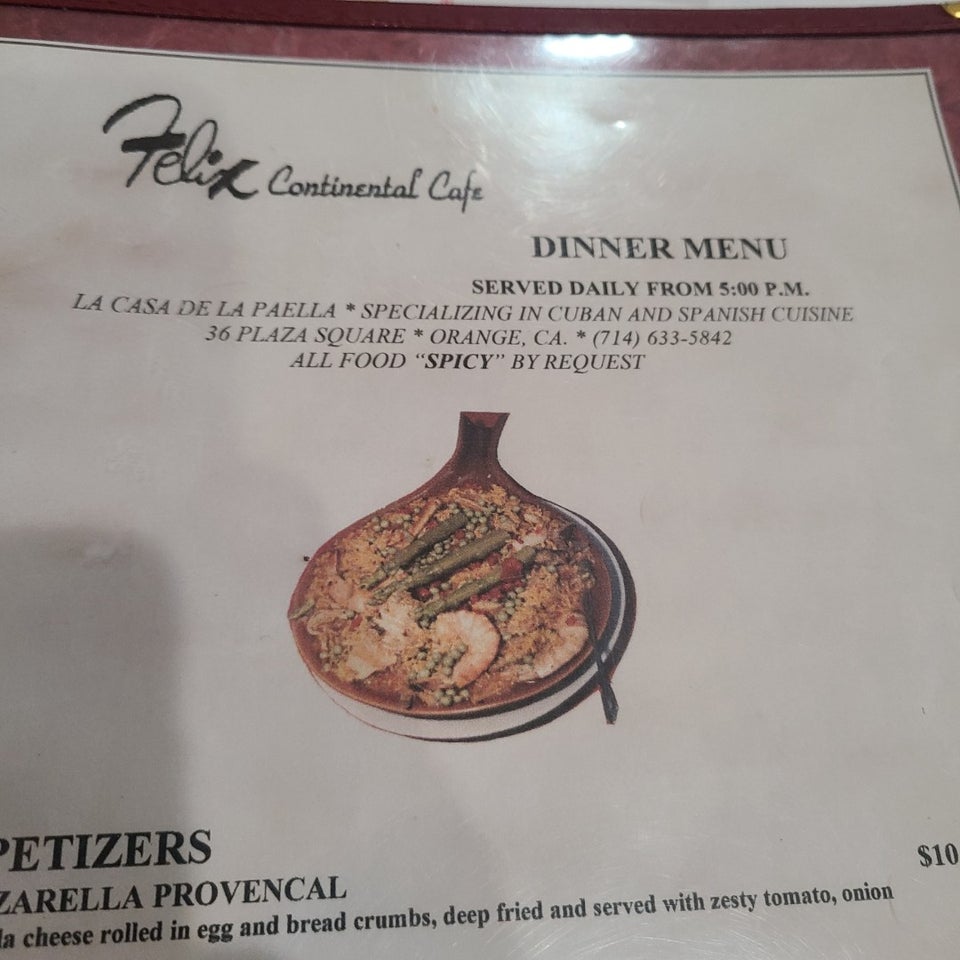 Felix Continental Cafe
DINNER MENU
SERVED DAILY FROM 5:00 P.M.
LA CASA DE LA PAELLA * SPECIALIZING IN CUBAN AND SPANISH CUISINE
36 PLAZA SQUARE * ORANGE, CA. * (714) 633-5842
ALL FOOD “SPICY” BY REQUEST
PETIZERS
$10
ZARELLA PROVENCAL
la cheese rolled in egg and bread crumbs, deep fried and served with zesty tomato, onion